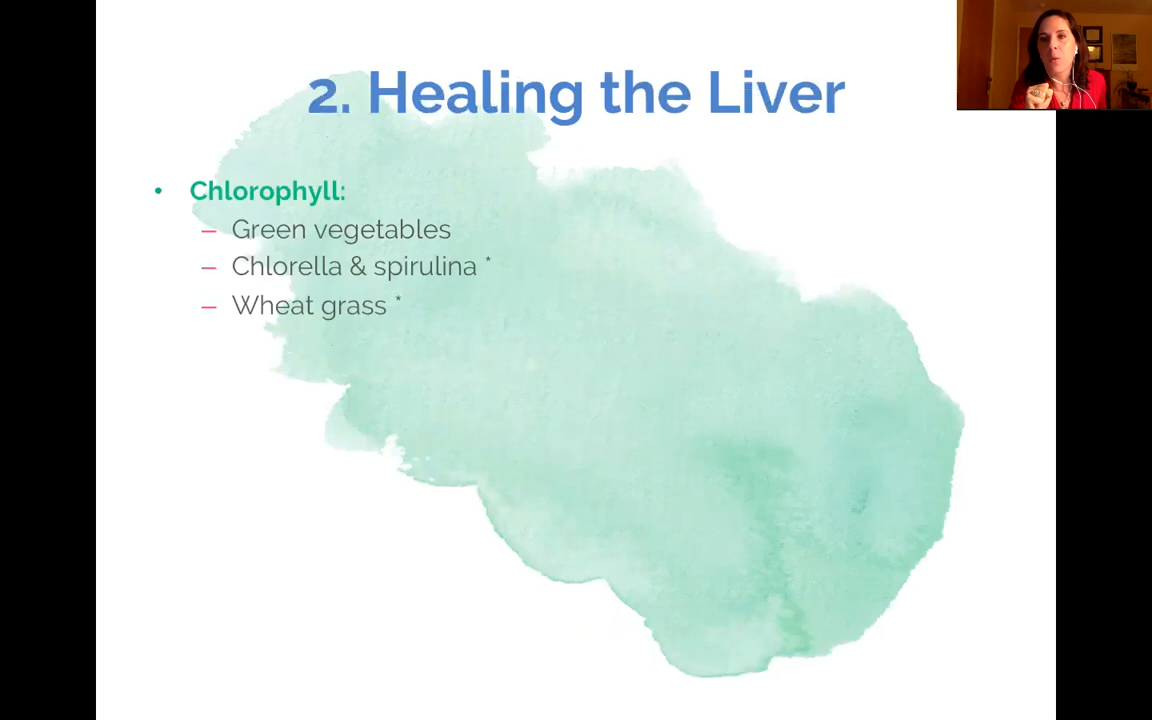 2. Healing the Liver
• Chlorophyll:
– Green vegetables
– Chlorella & spirulina *
– Wheat grass *